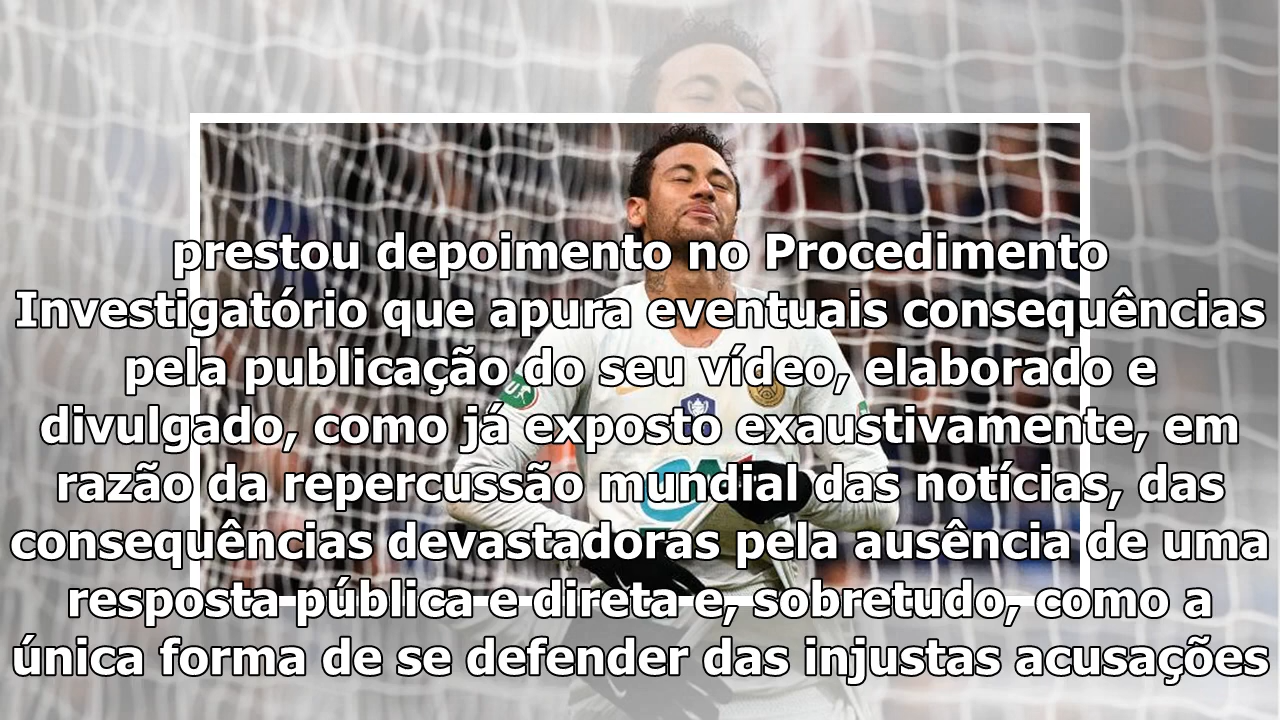 prestou depoimento no Procedimento
Investigatório que apura eventuais consequências
pela publicação do seu vídeo, elaborado e
divulgado, como já exposto exaustivamente, em
razão da repercussão mundial das notícias, das
consequências devastadoras pela ausência de uma
resposta pública e direta e, sobretudo, como a
única forma de se defender das injustas acusações